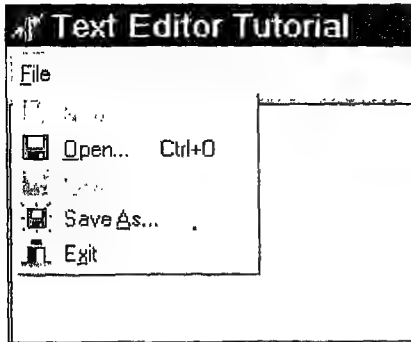 Text Editor Tutorial
File
Open... Ctrl+O
Save As...
Exit